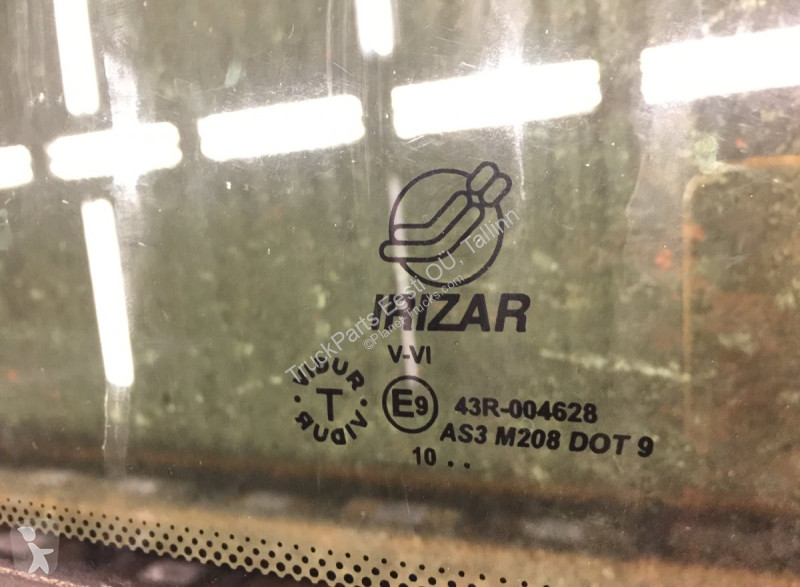 IRIZAR
V-VI
VIDUR T VIDUR
E9
43R-004628
AS3 M208 DOT 9
10 . .
TruckParts Eesti OÜ, Tallinn
©Planet-Trucks.com